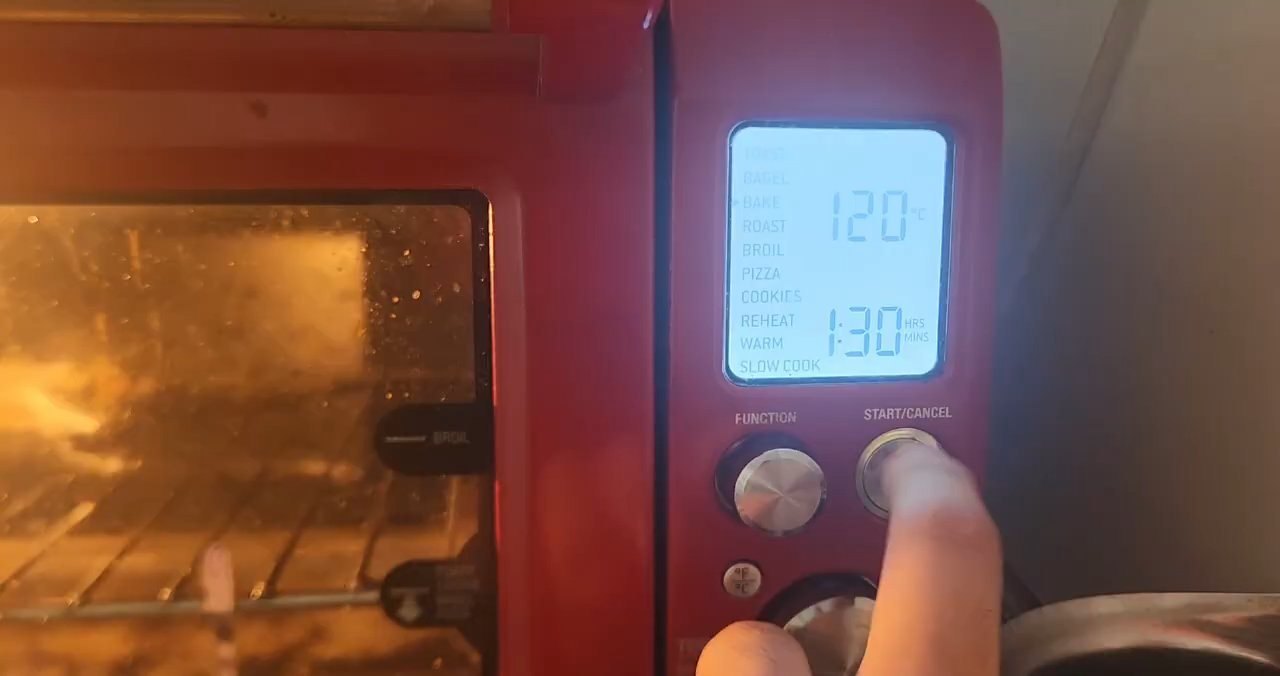 BAGEL
BAKE
120 °C
ROAST
BROIL
PIZZA
COOKIES
REHEAT
1:30 HRS MINS
WARM
SLOW COOK
FUNCTION
START/CANCEL
BROIL
°F
°C